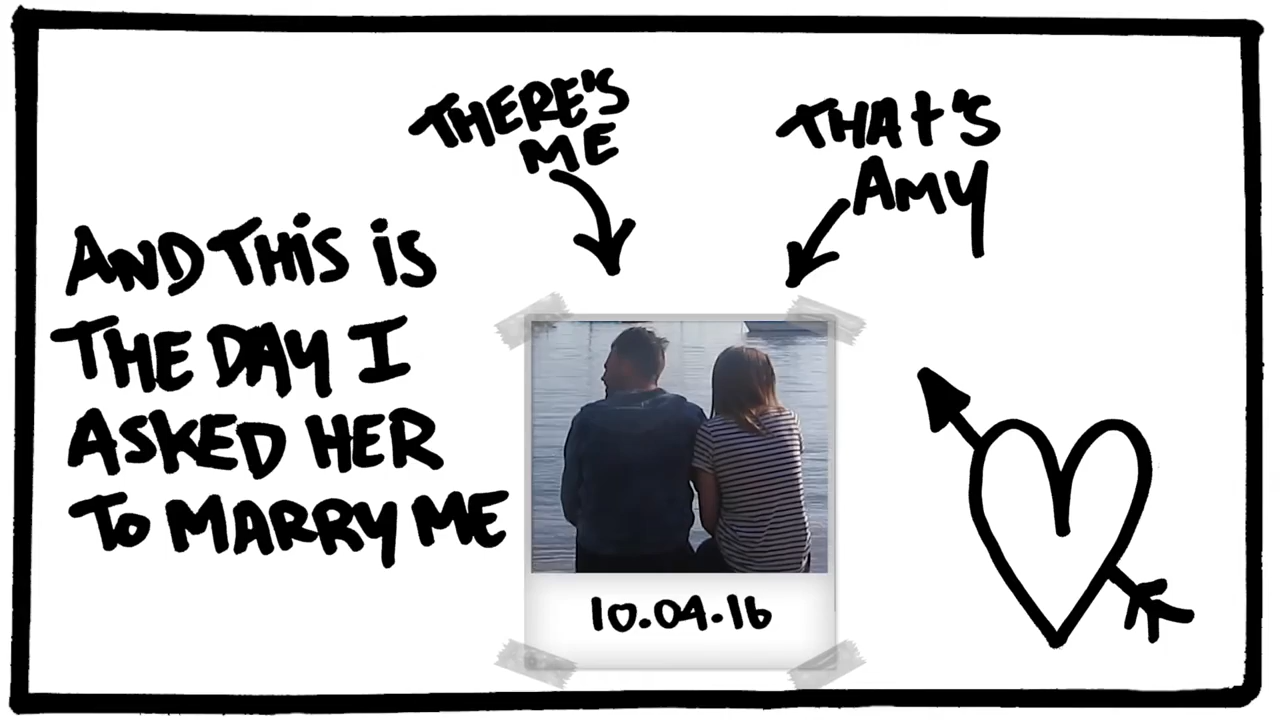 THERE'S
ME
THAT'S
AMY
AND THIS IS
THE DAY I
ASKED HER
TO MARRY ME
10.04.16